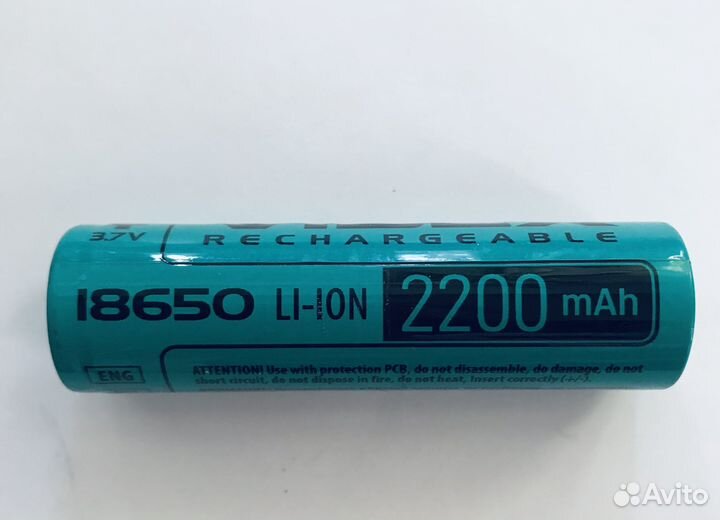 3.7V
RECHARGEABLE
18650 LI-ION 2200 mAh
ENG
ATTENTION! Use with protection PCB, do not disassemble, do damage, do not
short circuit, do not dispose in fire, do not heat, insert correctly (+/-).
Avito